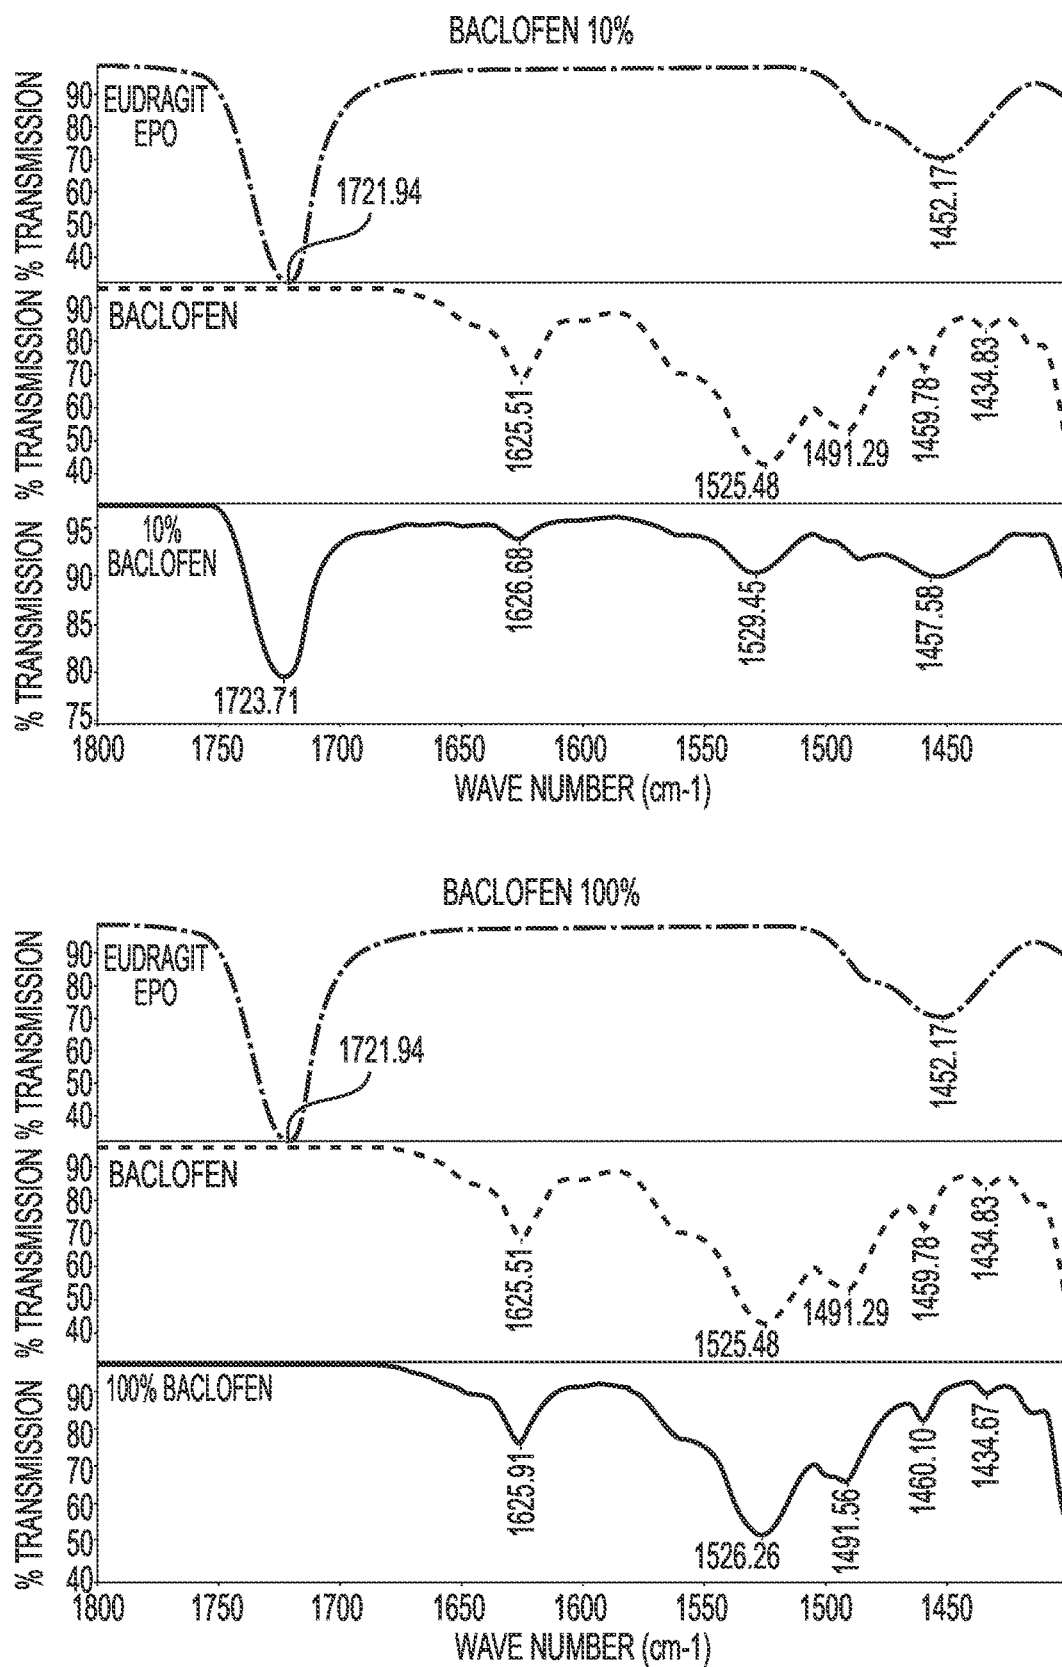 BACLOFEN 10%
% TRANSMISSION
90
80
70
60
50
40
EUDRAGIT
EPO
1721.94
1452.17
% TRANSMISSION
90
80
70
60
50
40
BACLOFEN
1625.51
1525.48
1491.29
1459.78
1434.83
% TRANSMISSION
95
90
85
80
75
10%
BACLOFEN
1723.71
1626.68
1529.45
1457.58
1800 1750 1700 1650 1600 1550 1500 1450
WAVE NUMBER (cm-1)
BACLOFEN 100%
% TRANSMISSION
90
80
70
60
50
40
EUDRAGIT
EPO
1721.94
1452.17
% TRANSMISSION
90
80
70
60
50
40
BACLOFEN
1625.51
1525.48
1491.29
1459.78
1434.83
% TRANSMISSION
90
80
70
60
50
40
100% BACLOFEN
1625.91
1526.26
1491.56
1460.10
1434.67
1800 1750 1700 1650 1600 1550 1500 1450
WAVE NUMBER (cm-1)